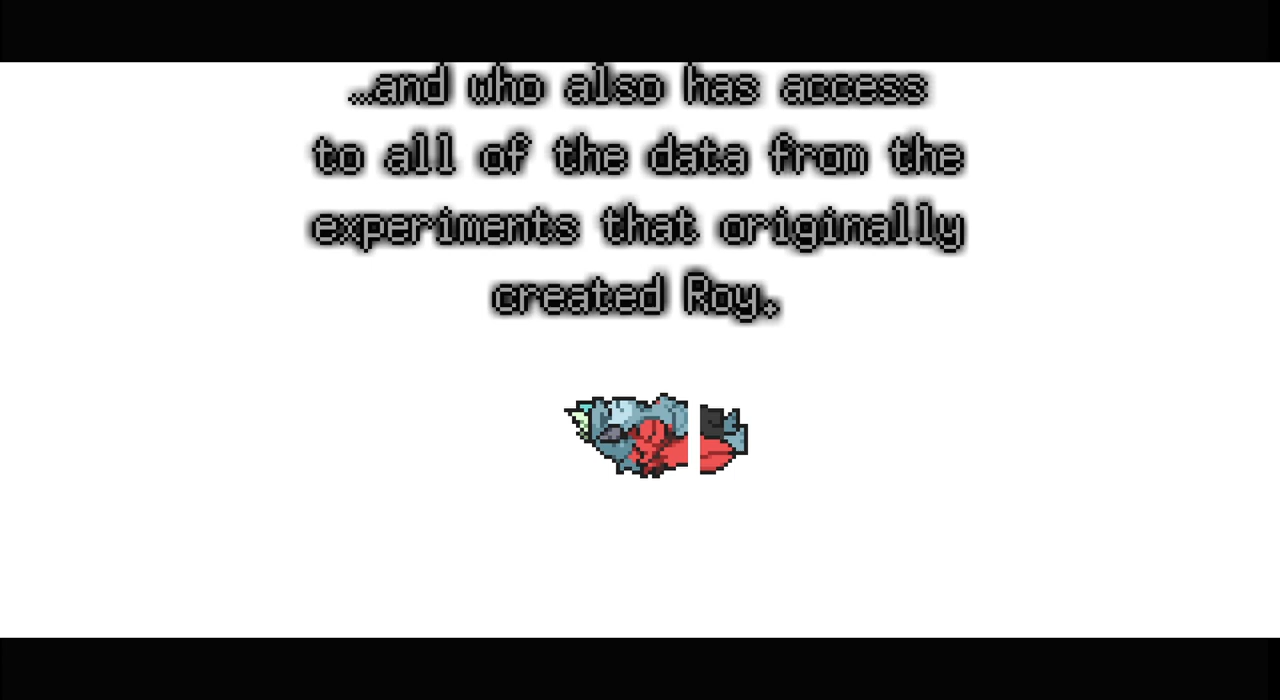 …and who also has access
to all of the data from the
experiments that originally
created Roy.